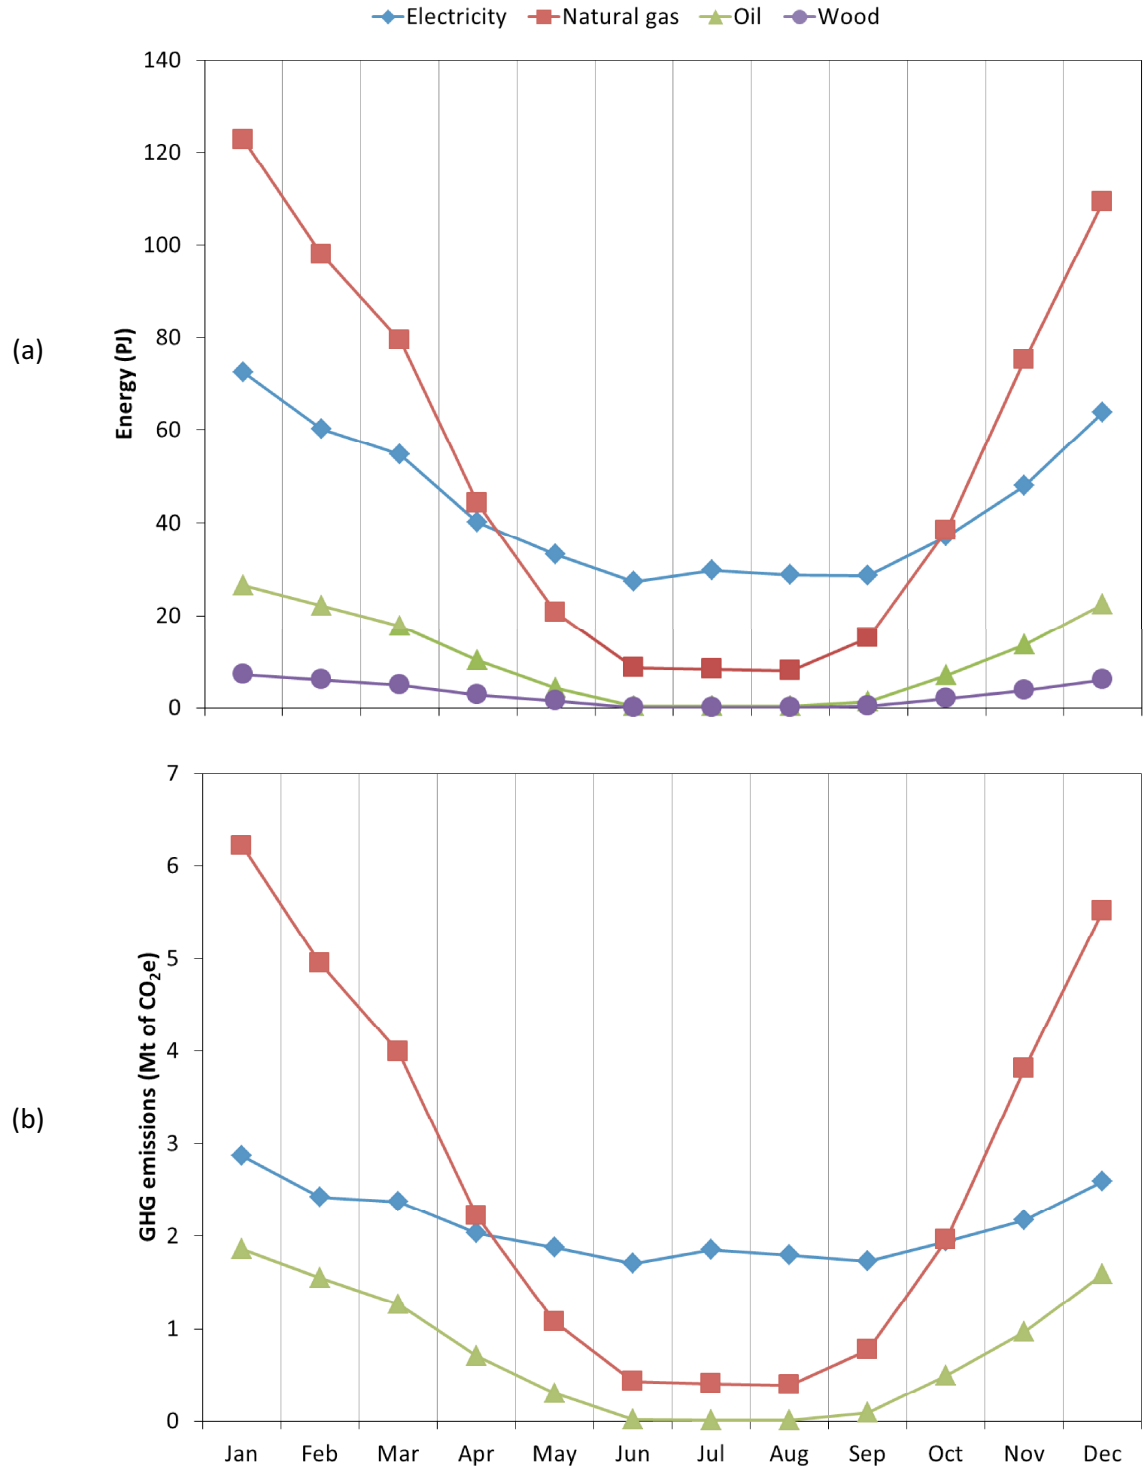 Electricity Natural gas Oil Wood
140
120
100
80
60
40
20
0
Energy (PJ)
(a)
7
6
5
4
3
2
1
0
GHG emissions (Mt of CO₂e)
(b)
Jan Feb Mar Apr May Jun Jul Aug Sep Oct Nov Dec